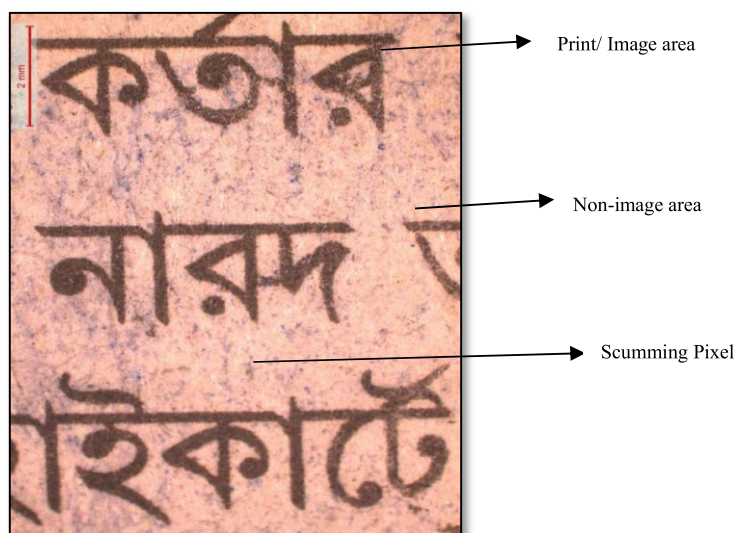 2 mm
কর্তার
Print/ Image area
Non-image area
নারদ
Scumming Pixel
হাইকার্টে